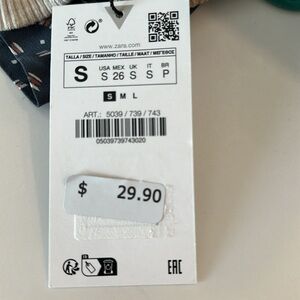 www.zara.com
TALLA / SIZE / TAMANHO / TAILLE / MAAT / ΜΕΓΕΘΟΣ
S
USA MEX UK IT BR
S 26 S S P
S M L
ART.: 5039 / 739 / 743
05039739743020
$ 29.90
EAC